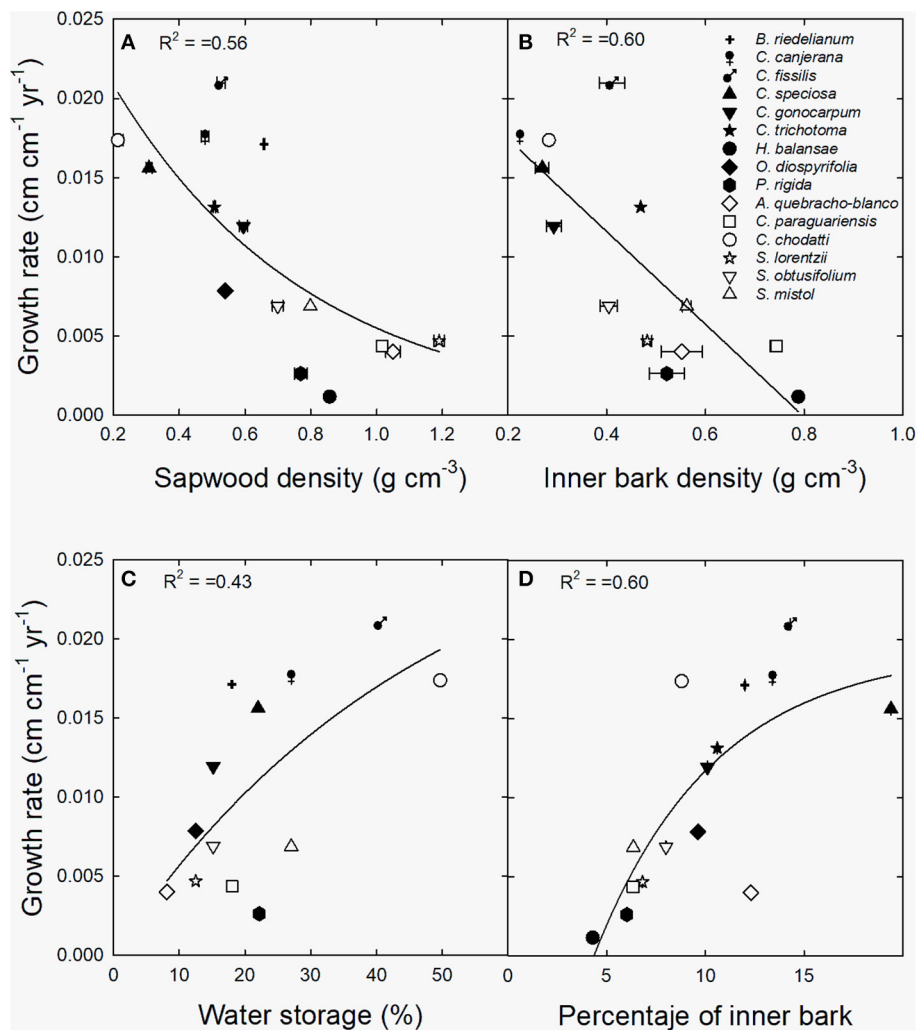 A
R² = =0.56
B
R² = =0.60
B. riedelianum
C. canjerana
C. fissilis
C. speciosa
C. gonocarpum
C. trichotoma
H. balansae
O. diospyrifolia
P. rigida
A. quebracho-blanco
C. paraguariensis
C. chodatti
S. lorentzii
S. obtusifolium
S. mistol
Growth rate (cm cm⁻¹ yr⁻¹)
0.025
0.020
0.015
0.010
0.005
0.000
0.2 0.4 0.6 0.8 1.0 1.2
Sapwood density (g cm⁻³)
0.2 0.4 0.6 0.8 1.0
Inner bark density (g cm⁻³)
C
R² = =0.43
D
R² = =0.60
Growth rate (cm cm⁻¹ yr⁻¹)
0.025
0.020
0.015
0.010
0.005
0.000
0 10 20 30 40 50 60
Water storage (%)
0 5 10 15
Percentaje of inner bark